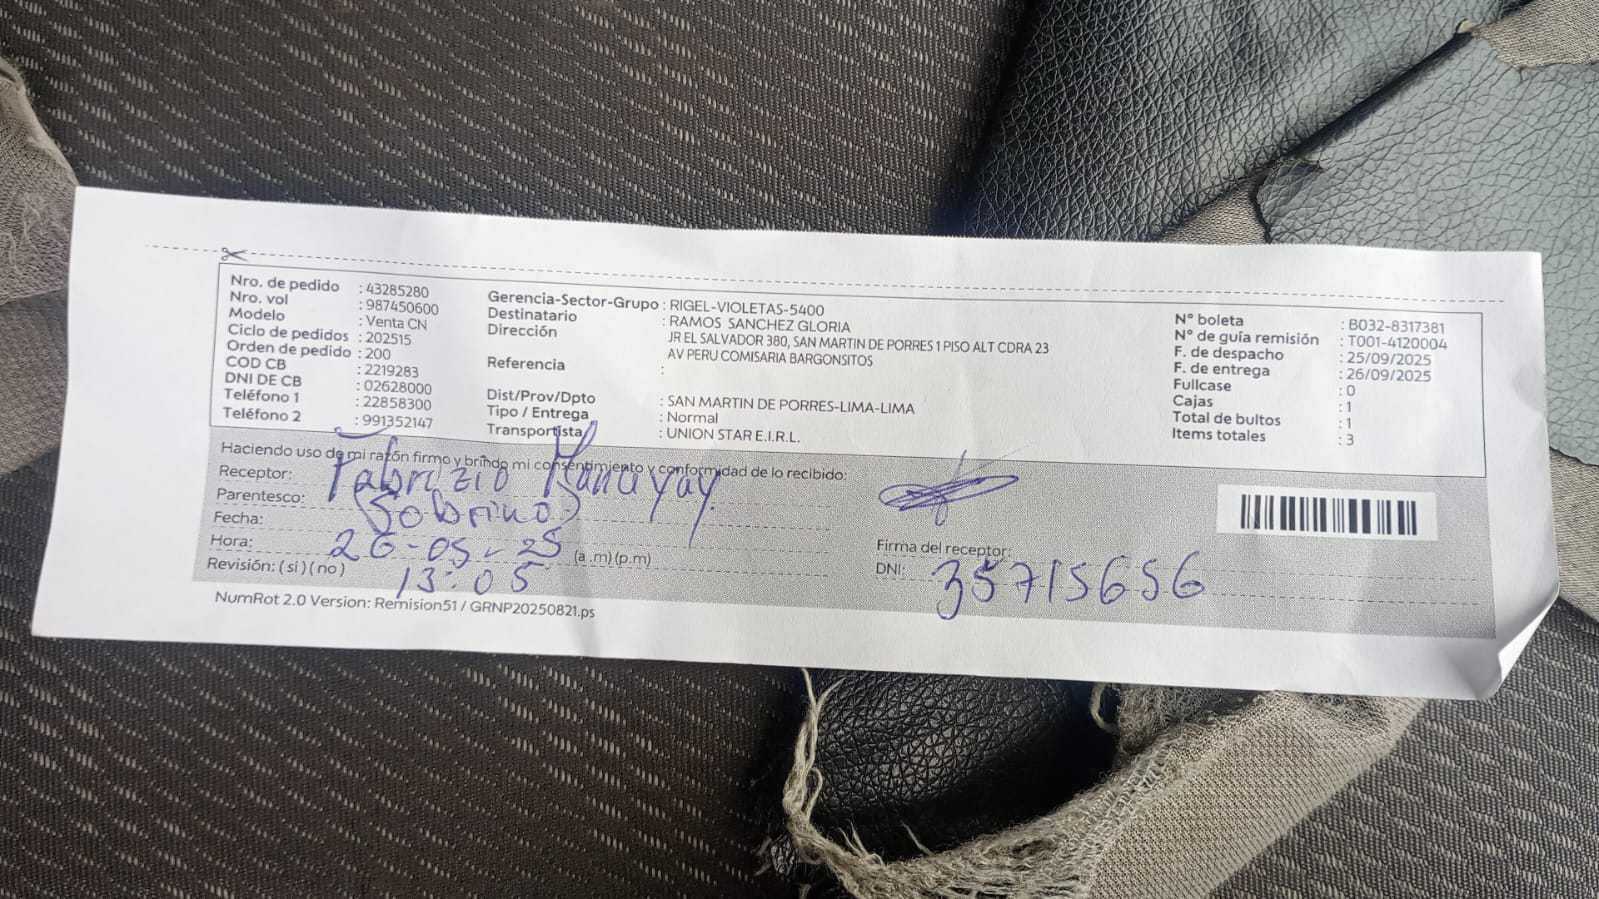 Nro. de pedido : 43285280
Nro. vol : 987450600
Modelo : Venta CN
Ciclo de pedidos : 202515
Orden de pedido : 200
COD CB : 2219283
DNI DE CB : 02628000
Teléfono 1 : 22858300
Teléfono 2 : 991352147
Gerencia-Sector-Grupo : RIGEL-VIOLETAS-5400
Destinatario : RAMOS SANCHEZ GLORIA
Dirección JR EL SALVADOR 380, SAN MARTIN DE PORRES 1 PISO ALT CDRA 23
AV PERU COMISARIA BARGONSITOS
Referencia :
Dist/Prov/Dpto : SAN MARTIN DE PORRES-LIMA-LIMA
Tipo / Entrega : Normal
Transportista : UNION STAR E.I.R.L.
N° boleta : B032-8317381
N° de guía remisión : T001-4120004
F. de despacho : 25/09/2025
F. de entrega : 26/09/2025
Fullcase : 0
Cajas : 1
Total de bultos : 1
Items totales : 3
Haciendo uso de mi razón firmo y brindo mi consentimiento y conformidad de lo recibido:
Receptor: Fabrizio
Parentesco: (Sobrino)
Fecha: 26-09-25
Hora: 13:05 (a .m) (p.m)
Revisión: ( si ) ( no )
Firma del receptor:
DNI: 35715656
NumRot 2.0 Version: Remision51 / GRNP20250821.ps